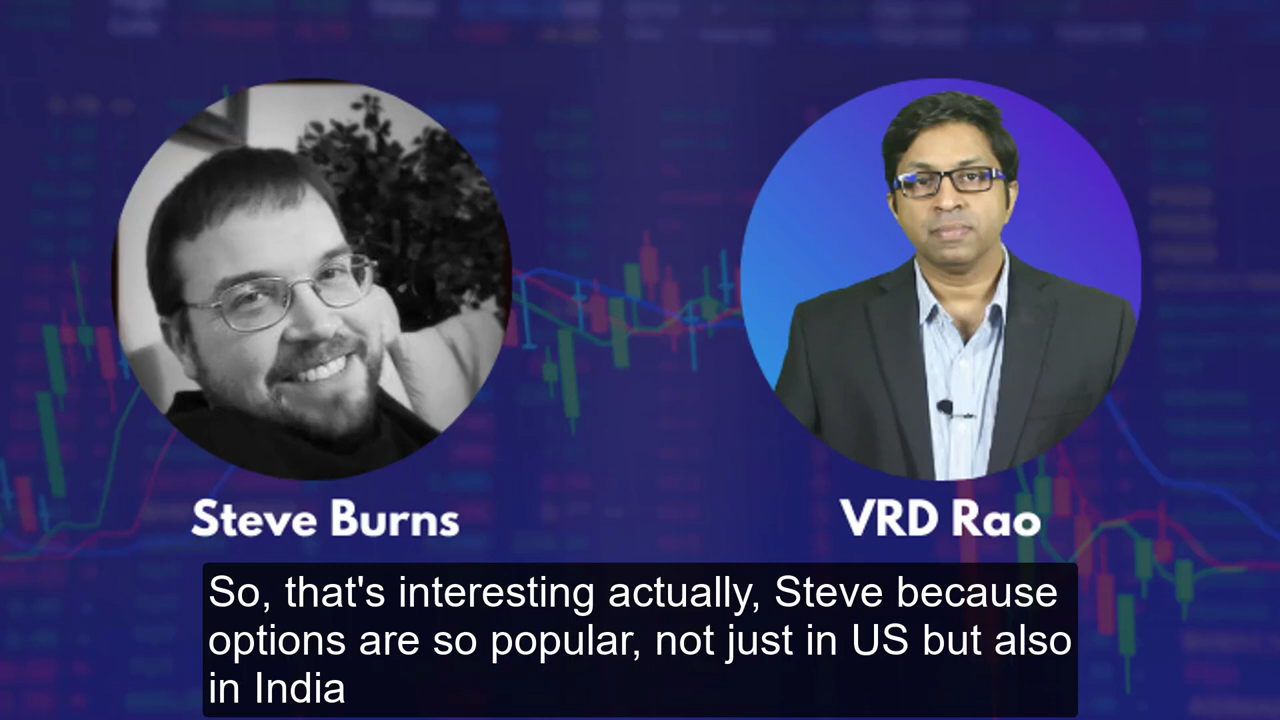 Steve Burns
VRD Rao
So, that's interesting actually, Steve because
options are so popular, not just in US but also
in India